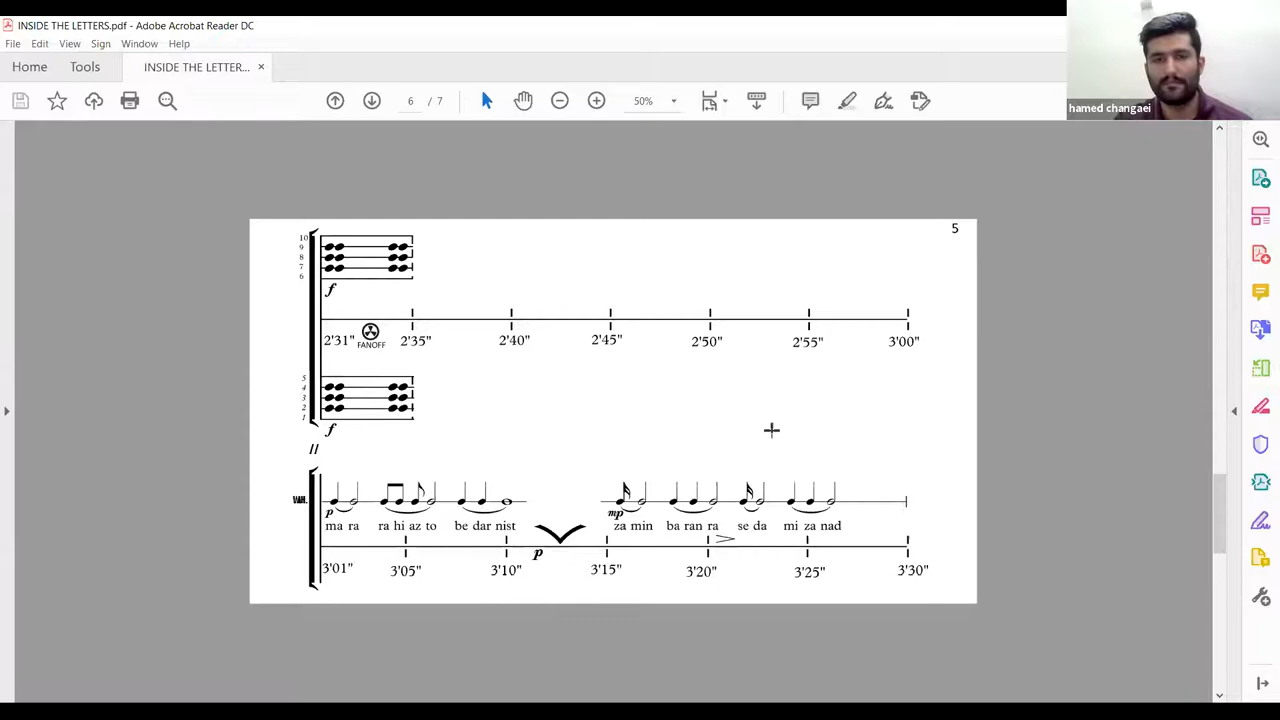 INSIDE THE LETTERS.pdf - Adobe Acrobat Reader DC
File Edit View Sign Window Help
Home Tools INSIDE THE LETTER... ×
6 / 7 50%
hamed changaei
5
10
9
8
7
6
f
2'31" 2'35" 2'40" 2'45" 2'50" 2'55" 3'00"
FANOFF
5
4
3
2
1
f
//
p mp
ma ra ra hi az to be dar nist za min ba ran ra se da mi za nad
p
3'01" 3'05" 3'10" 3'15" 3'20" 3'25" 3'30"